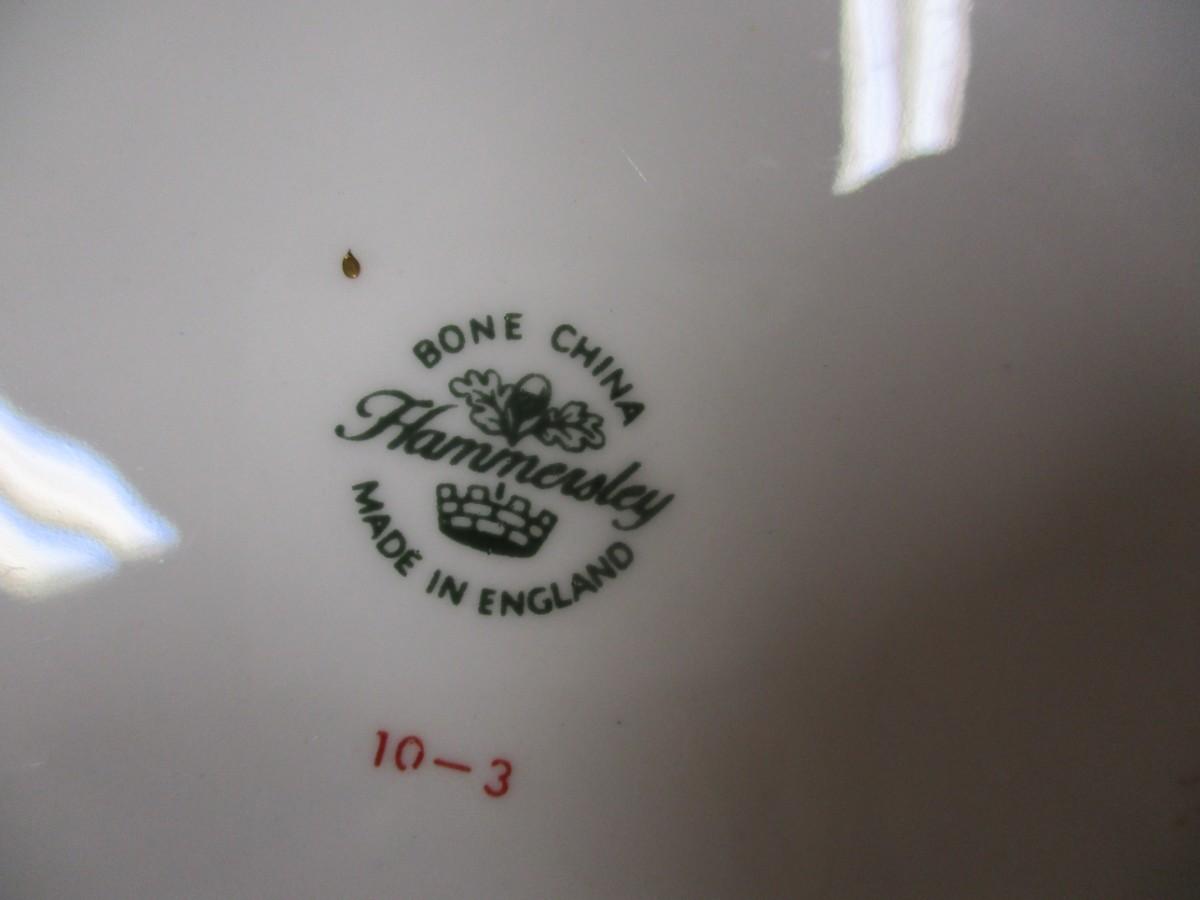 BONE CHINA
Hammersley
MADE IN ENGLAND
10-3